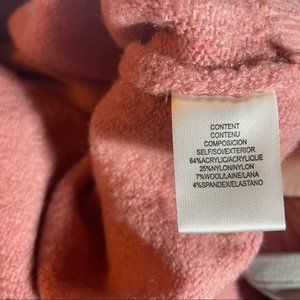 CONTENT
CONTENU
COMPOSICION
SELF/SOI/EXTERIOR
64%ACRYLIC/ACRYLIQUE
25%NYLON/NYLON
7%WOOL/LAINE/LANA
4%SPANDEX/ELASTANO